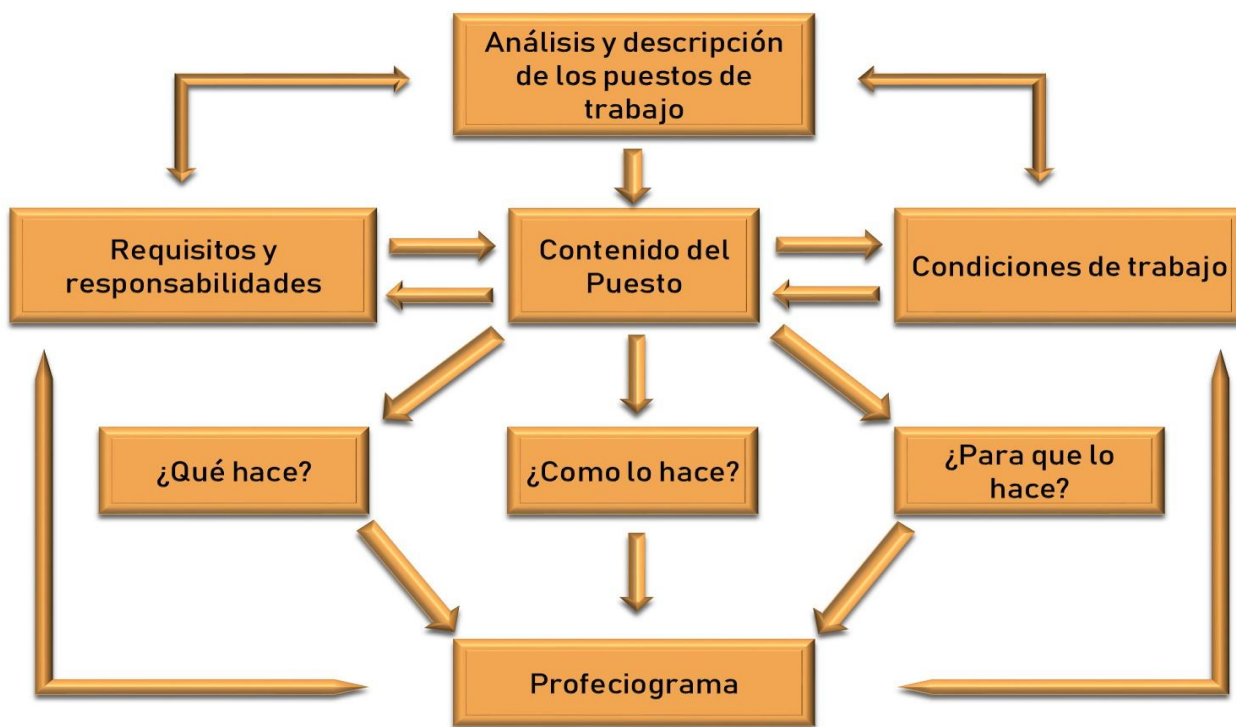 Análisis y descripción
de los puestos de
trabajo
Requisitos y
responsabilidades
Contenido del
Puesto
Condiciones de trabajo
¿Qué hace?
¿Como lo hace?
¿Para que lo
hace?
Profeciograma